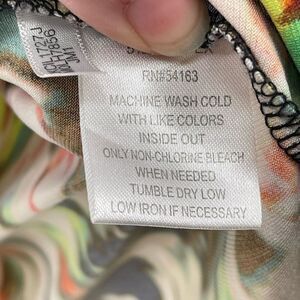 RN#54163
MACHINE WASH COLD
WITH LIKE COLORS
INSIDE OUT
ONLY NON-CHLORINE BLEACH
WHEN NEEDED
TUMBLE DRY LOW
LOW IRON IF NECESSARY